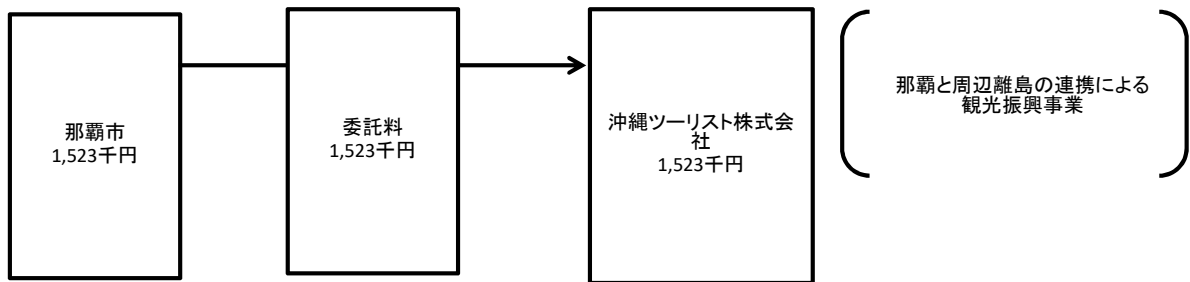 那覇市
1,523千円
委託料
1,523千円
沖縄ツーリスト株式会
社
1,523千円
那覇と周辺離島の連携による
観光振興事業